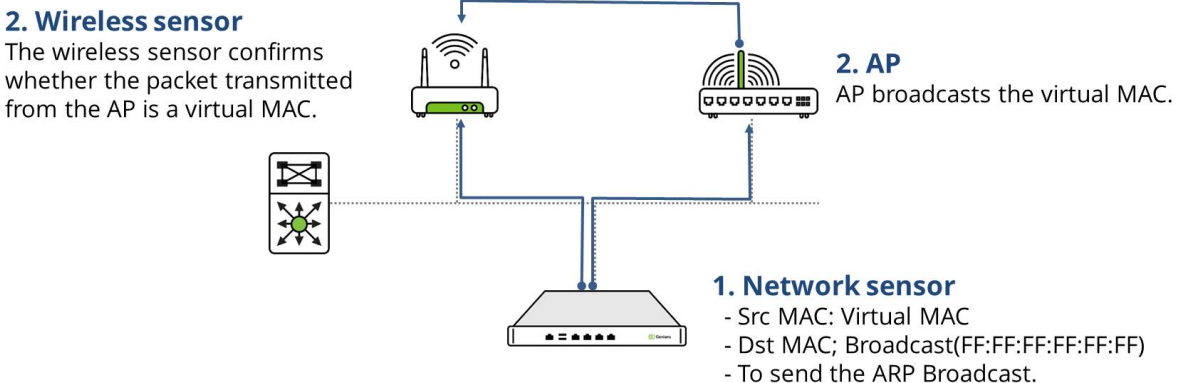 2. Wireless sensor
The wireless sensor confirms
whether the packet transmitted
from the AP is a virtual MAC.
2. AP
AP broadcasts the virtual MAC.
1. Network sensor
- Src MAC: Virtual MAC
- Dst MAC; Broadcast(FF:FF:FF:FF:FF:FF)
- To send the ARP Broadcast.